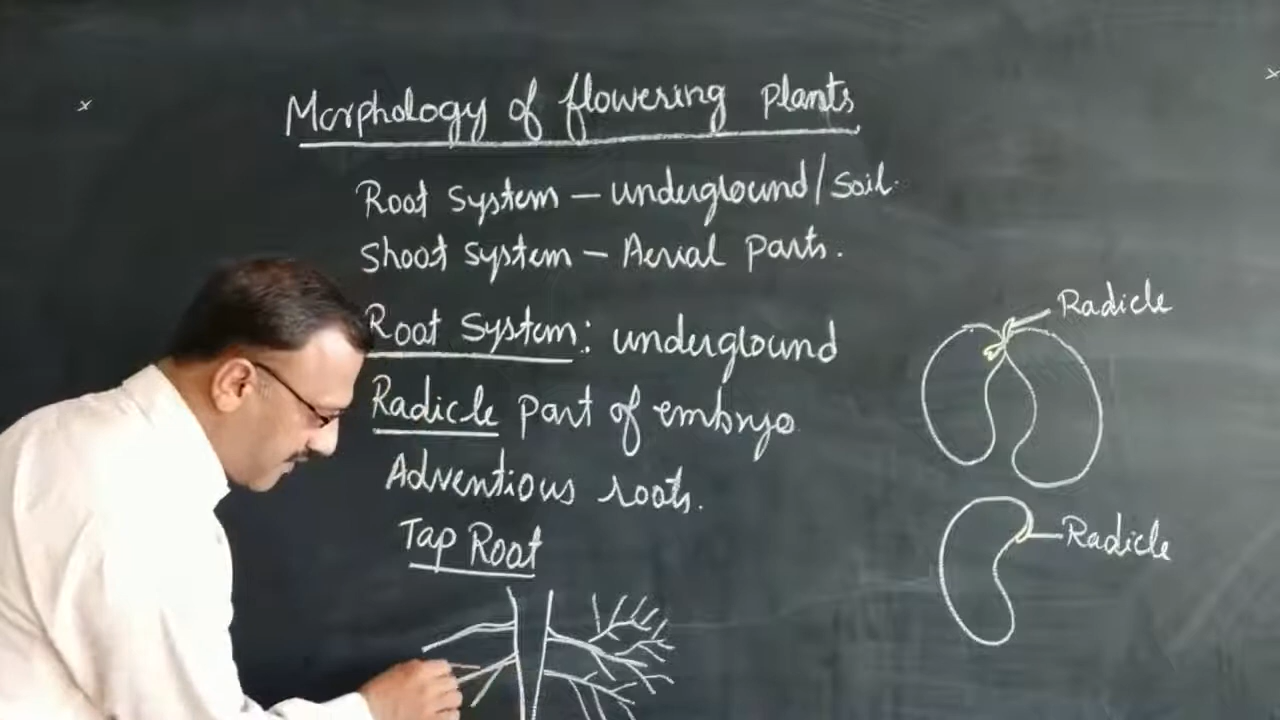 Morphology of flowering plants
Root System – underground/Soil.
Shoot System – Aerial Parts.
Root System: underground
Radicle part of embryo
Adventious roots.
Tap Root
Radicle
Radicle